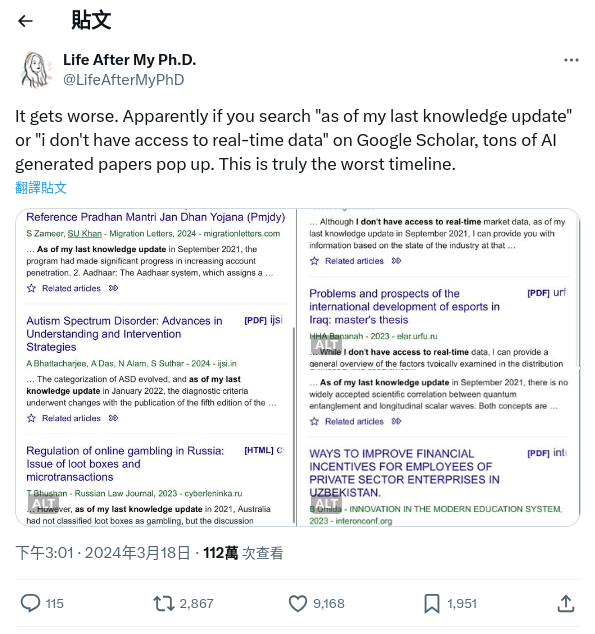 貼文
Life After My Ph.D.
@LifeAfterMyPhD
It gets worse. Apparently if you search "as of my last knowledge update"
or "i don't have access to real-time data" on Google Scholar, tons of AI
generated papers pop up. This is truly the worst timeline.
翻譯貼文
Reference Pradhan Mantri Jan Dhan Yojana (Pmjdy)
S Zameer, SU Khan - Migration Letters, 2024 - migrationletters.com
... As of my last knowledge update in September 2021, the
program had made significant progress in increasing account
penetration. 2. Aadhaar: The Aadhaar system, which assigns a ...
Related articles
Autism Spectrum Disorder: Advances in [PDF] ijsi
Understanding and Intervention
Strategies
A Bhattacharjee, A Das, N Alam, S Suthar - 2024 - ijsi.in
... The categorization of ASD evolved, and as of my last
knowledge update in January 2022, the diagnostic criteria
underwent changes with the publication of the fifth edition of the ...
Related articles
Regulation of online gambling in Russia: [HTML] c
Issue of loot boxes and
microtransactions
T Bhushan - Russian Law Journal, 2023 - cyberleninka.ru
ALT
... However, as of my last knowledge update in 2021, Australia
had not classified loot boxes as gambling, but the discussion
... Although I don't have access to real-time market data, as of my
last knowledge update in September 2021, I can provide you with
information based on the state of the industry at that ...
Related articles
Problems and prospects of the [PDF] urf
international development of esports in
Iraq: master's thesis
HHA Bananah - 2023 - elar.urfu.ru
ALT
... While I don't have access to real-time data, I can provide a
general overview of the factors typically examined in the distribution
... As of my last knowledge update in September 2021, there is no
widely accepted scientific correlation between quantum
entanglement and longitudinal scalar waves. Both concepts are ...
Related articles
WAYS TO IMPROVE FINANCIAL [PDF] int
INCENTIVES FOR EMPLOYEES OF
PRIVATE SECTOR ENTERPRISES IN
UZBEKISTAN.
ALT
S Omida - INNOVATION IN THE MODERN EDUCATION SYSTEM,
2023 - interonconf.org
下午3:01 · 2024年3月18日 · 112萬 次查看
115 2,867 9,168 1,951